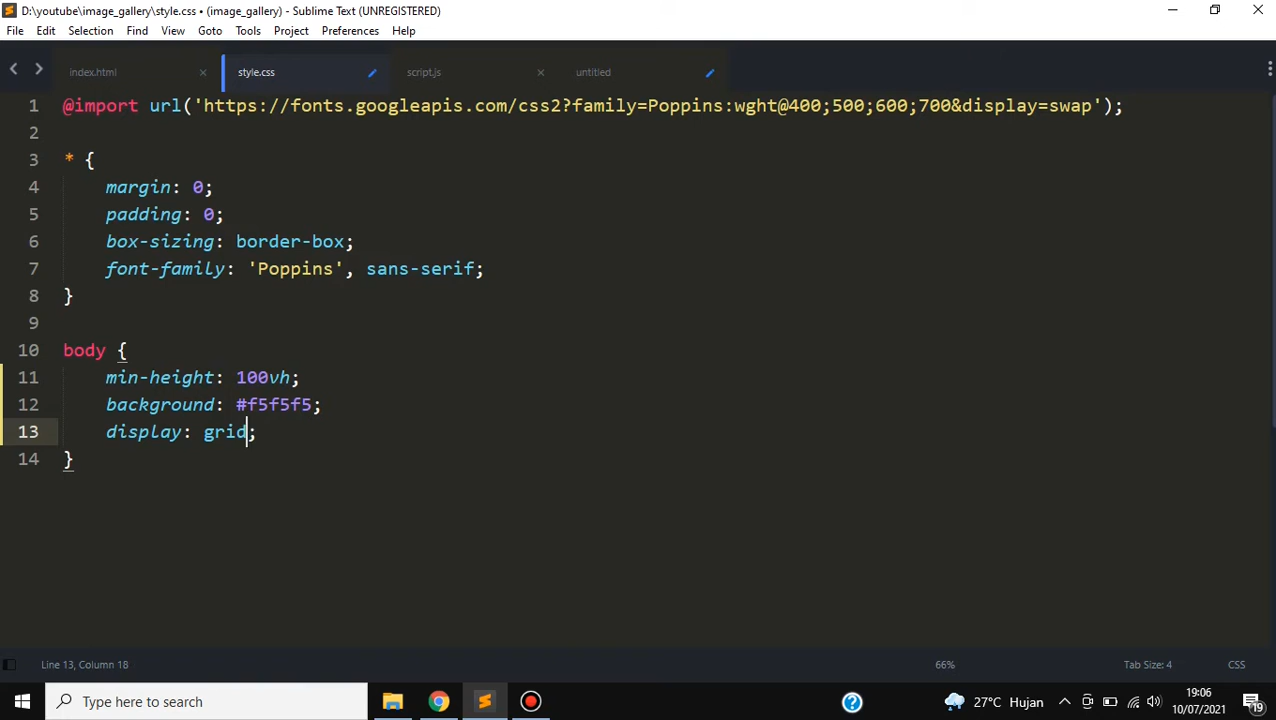 D:\youtube\image_gallery\style.css • (image_gallery) - Sublime Text (UNREGISTERED)
File Edit Selection Find View Goto Tools Project Preferences Help
index.html style.css script.js untitled
1 @import url('https://fonts.googleapis.com/css2?family=Poppins:wght@400;500;600;700&display=swap');
2
3 * {
4 margin: 0;
5 padding: 0;
6 box-sizing: border-box;
7 font-family: 'Poppins', sans-serif;
8 }
9
10 body {
11 min-height: 100vh;
12 background: #f5f5f5;
13 display: grid;
14 }
Line 13, Column 18 66% Tab Size: 4 CSS
Type here to search 27°C Hujan 19:06
10/07/2021 19